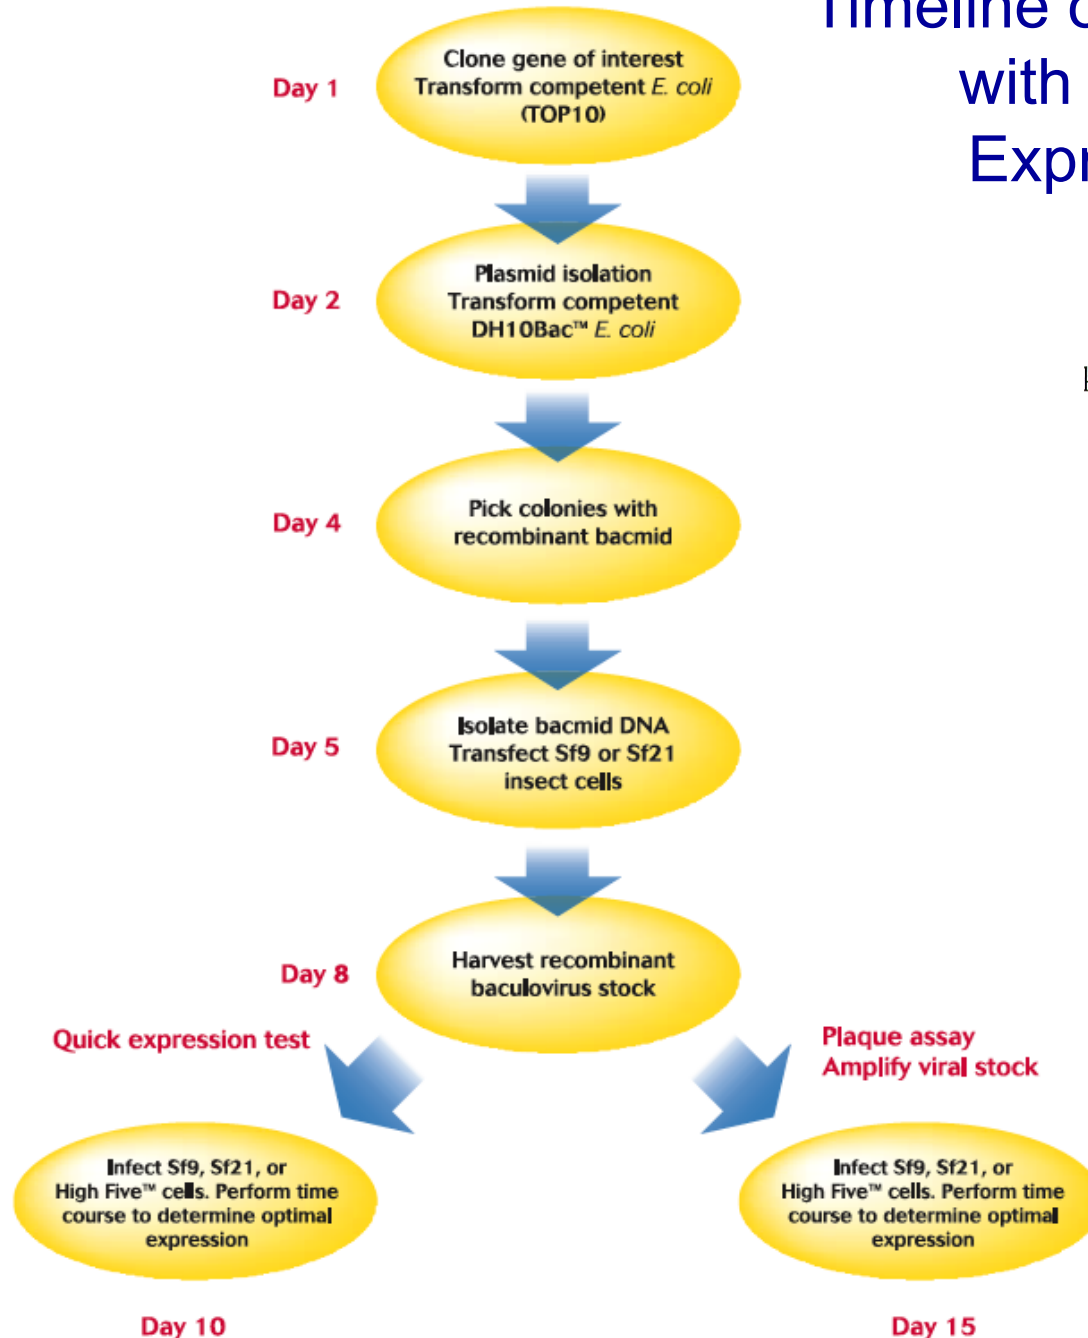 Timeline
with
Day 1
Clone gene of interest
Transform competent E. coli
(TOP10)
Day 2
Plasmid isolation
Transform competent
DH10Bac™ E. coli
Day 4
Pick colonies with
recombinant bacmid
Day 5
Isolate bacmid DNA
Transfect Sf9 or Sf21
insect cells
Day 8
Harvest recombinant
baculovirus stock
Quick expression test
Plaque assay
Amplify viral stock
Infect Sf9, Sf21, or
High Five™ cells. Perform time
course to determine optimal
expression
Day 10
Infect Sf9, Sf21, or
High Five™ cells. Perform time
course to determine optimal
expression
Day 15